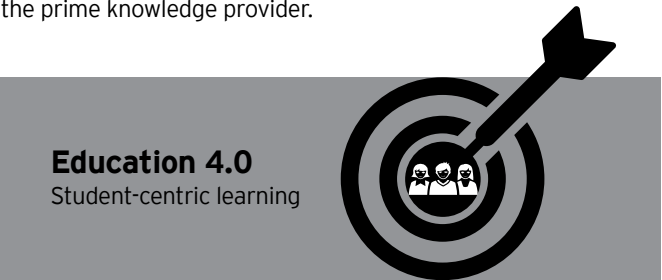 the prime knowledge provider.
Education 4.0
Student-centric learning